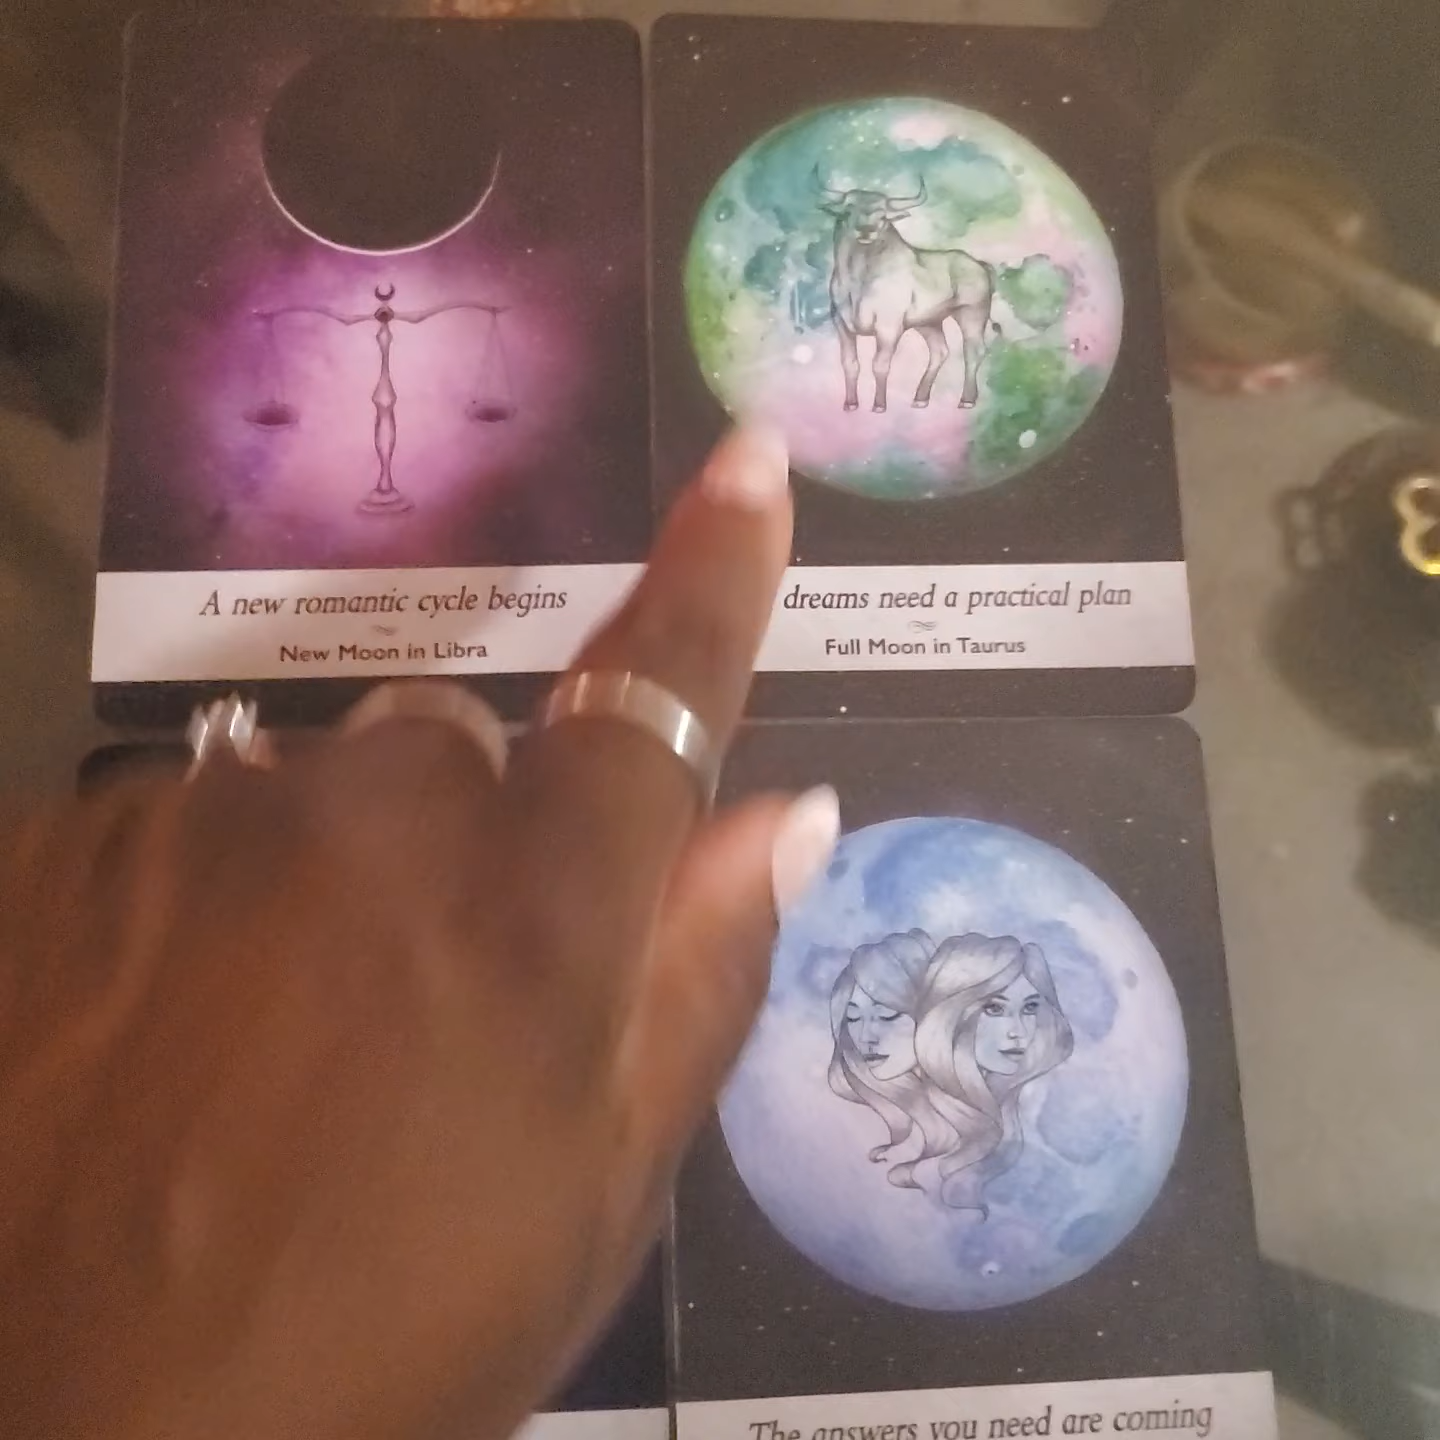 A new romantic cycle begins
New Moon in Libra
dreams need a practical plan
Full Moon in Taurus
The answers you need are coming